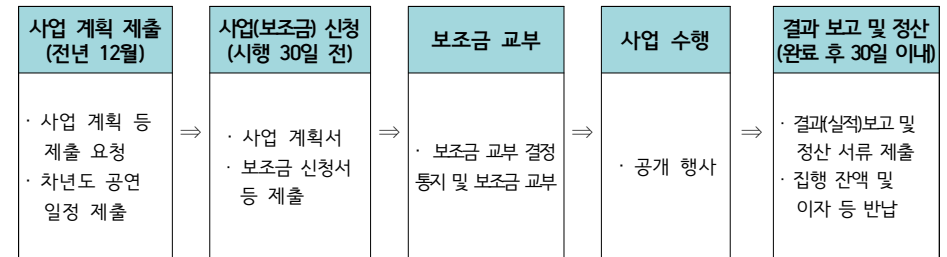 사업 계획 제출
(전년 12월)
· 사업 계획 등
제출 요청
· 차년도 공연
일정 제출
⇒
사업(보조금) 신청
(시행 30일 전)
· 사업 계획서
· 보조금 신청서
등 제출
⇒
보조금 교부
· 보조금 교부 결정
통지 및 보조금 교부
⇒
사업 수행
· 공개 행사
⇒
결과 보고 및 정산
(완료 후 30일 이내)
· 결과(실적)보고 및
정산 서류 제출
· 집행 잔액 및
이자 등 반납